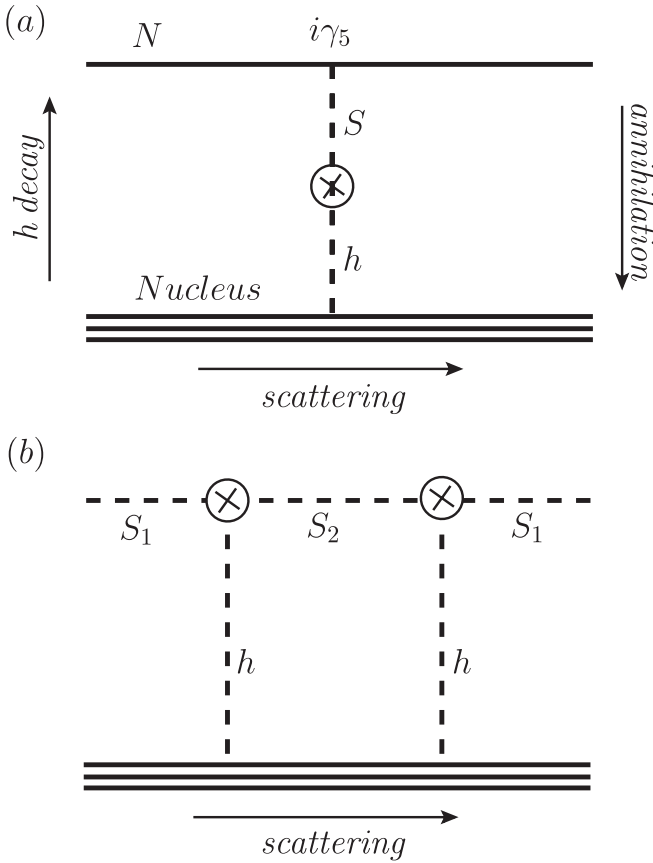 (a)
N
iγ₅
S
h decay
annihilation
h
Nucleus
scattering
(b)
S₁
S₂
S₁
h
h
scattering